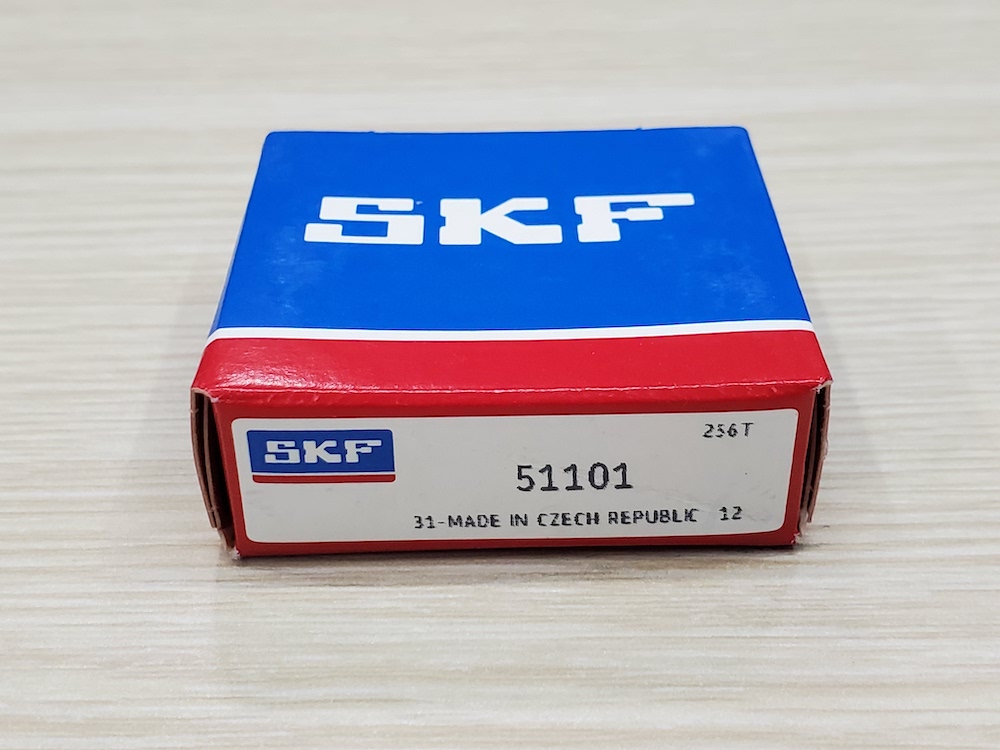 SKF
SKF
256T
51101
31-MADE IN CZECH REPUBLIC 12